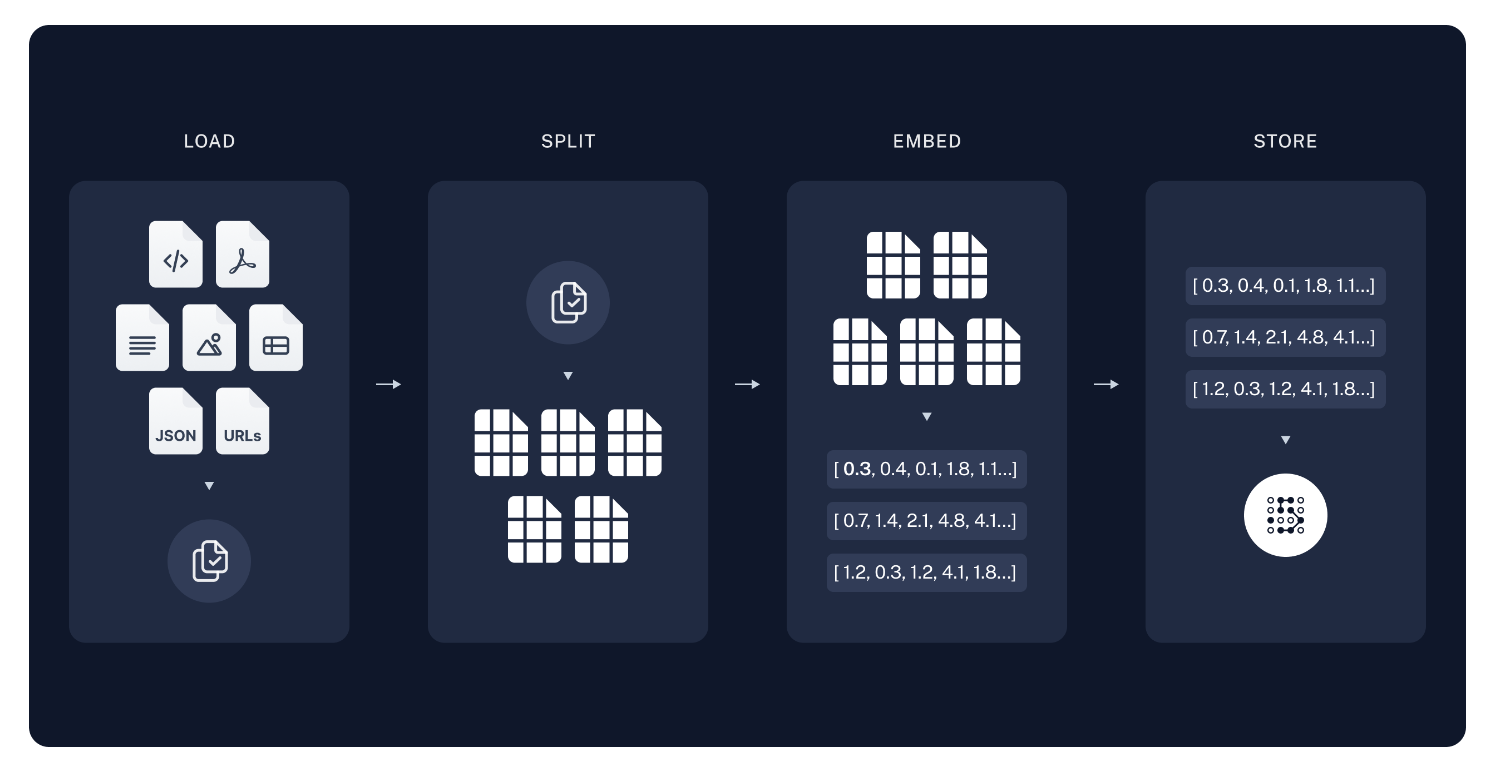 LOAD
SPLIT
EMBED
STORE
</>
JSON
URLs
[ 0.3, 0.4, 0.1, 1.8, 1.1...]
[ 0.7, 1.4, 2.1, 4.8, 4.1...]
[ 1.2, 0.3, 1.2, 4.1, 1.8...]
[ 0.3, 0.4, 0.1, 1.8, 1.1...]
[ 0.7, 1.4, 2.1, 4.8, 4.1...]
[ 1.2, 0.3, 1.2, 4.1, 1.8...]